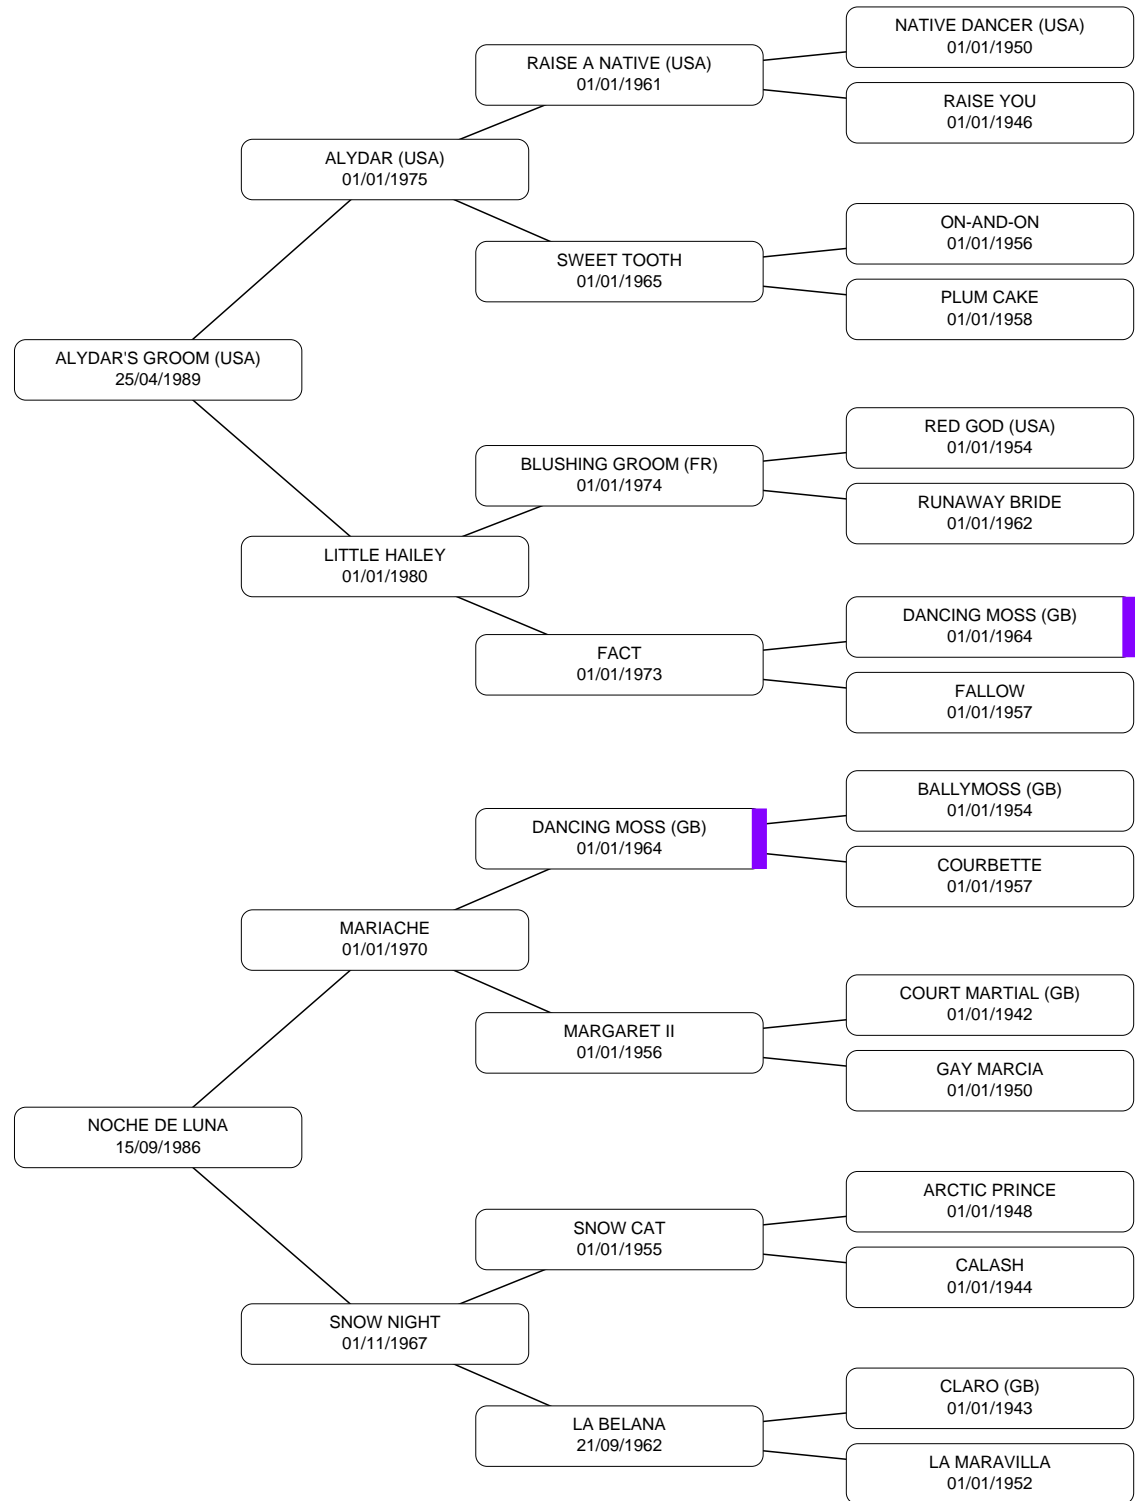 NATIVE DANCER (USA)
01/01/1950
RAISE A NATIVE (USA)
01/01/1961
RAISE YOU
01/01/1946
ALYDAR (USA)
01/01/1975
ON-AND-ON
01/01/1956
SWEET TOOTH
01/01/1965
PLUM CAKE
01/01/1958
ALYDAR'S GROOM (USA)
25/04/1989
RED GOD (USA)
01/01/1954
BLUSHING GROOM (FR)
01/01/1974
RUNAWAY BRIDE
01/01/1962
LITTLE HAILEY
01/01/1980
DANCING MOSS (GB)
01/01/1964
FACT
01/01/1973
FALLOW
01/01/1957
BALLYMOSS (GB)
01/01/1954
DANCING MOSS (GB)
01/01/1964
COURBETTE
01/01/1957
MARIACHE
01/01/1970
COURT MARTIAL (GB)
01/01/1942
MARGARET II
01/01/1956
GAY MARCIA
01/01/1950
NOCHE DE LUNA
15/09/1986
ARCTIC PRINCE
01/01/1948
SNOW CAT
01/01/1955
CALASH
01/01/1944
SNOW NIGHT
01/11/1967
CLARO (GB)
01/01/1943
LA BELANA
21/09/1962
LA MARAVILLA
01/01/1952